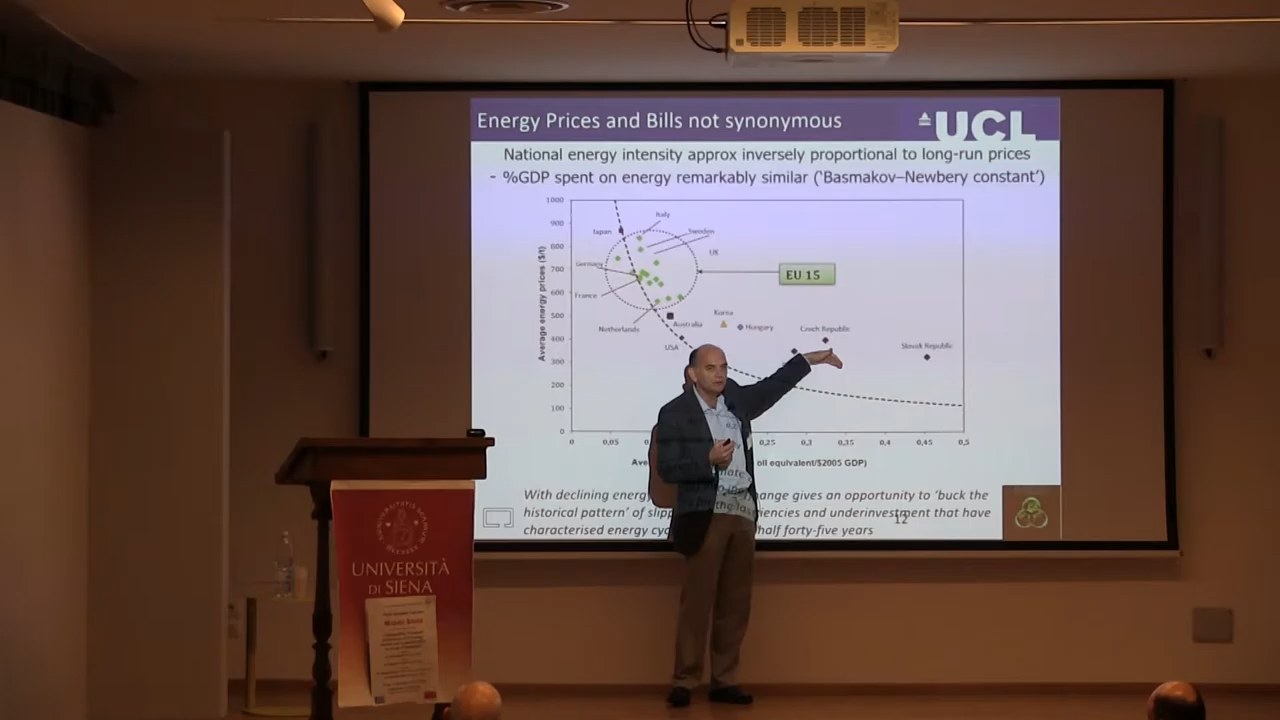 Energy Prices and Bills not synonymous
UCL
National energy intensity approx inversely proportional to long-run prices
- %GDP spent on energy remarkably similar ('Basmakov–Newbery constant')
1000
900
800
700
600
500
400
300
200
100
0
Average energy prices ($/t)
Italy
Japan
Sweden
UK
Germany
EU 15
France
Netherlands
Australia
Korea
Hungary
Czech Republic
USA
Slovak Republic
0
0,05
0,25
0,3
0,35
0,4
0,45
0,5
oil equivalent/$2005 GDP)
With declining energy
ange gives an opportunity to 'buck the
historical pattern' of
iencies and underinvestment that have
12
characterised energy
half forty-five years
UNIVERSITÀ
DI SIENA